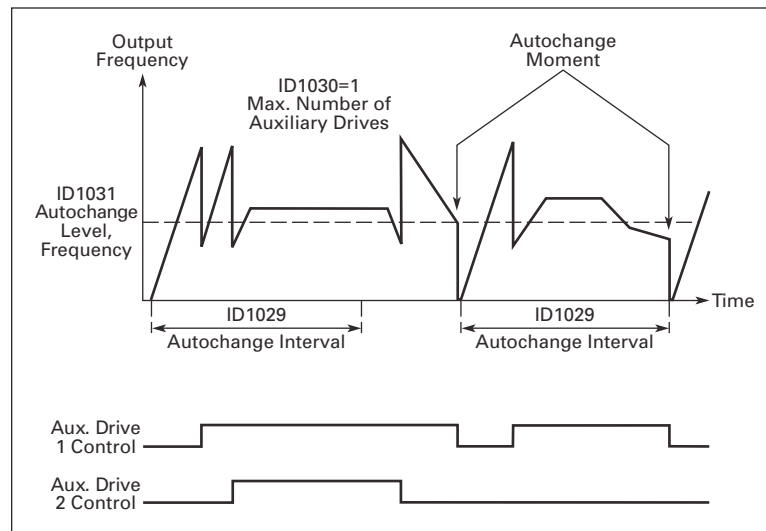 Output
Frequency
Autochange
Moment
ID1030=1
Max. Number of
Auxiliary Drives
ID1031
Autochange
Level,
Frequency
Time
ID1029
Autochange Interval
ID1029
Autochange Interval
Aux. Drive
1 Control
Aux. Drive
2 Control